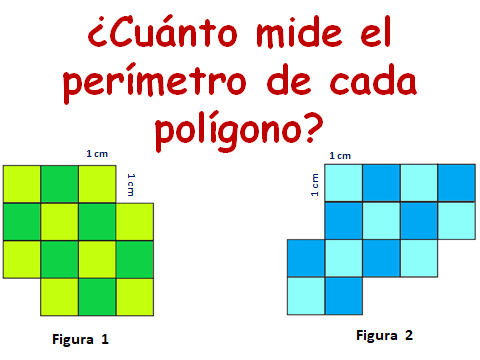 ¿Cuánto mide el
perímetro de cada
polígono?
1 cm
1 cm
1 cm
1 cm
Figura 1
Figura 2